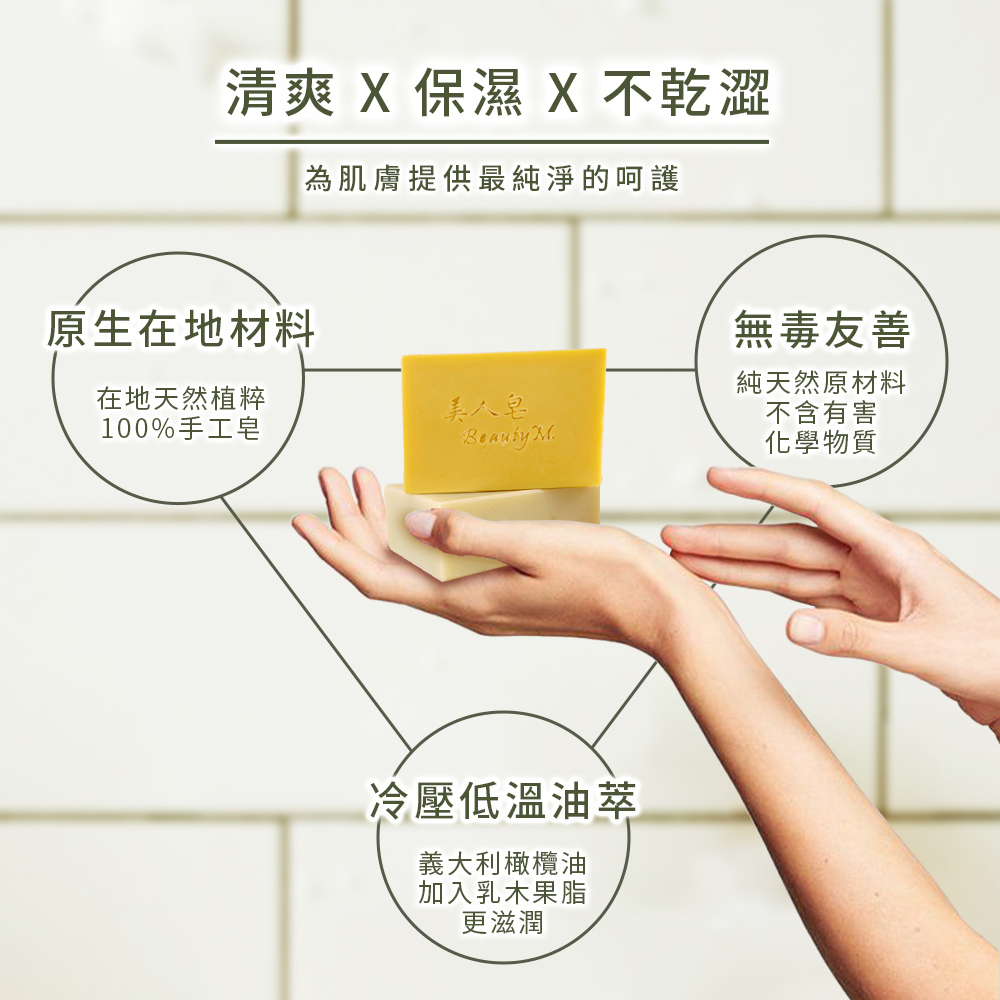 清爽 X 保濕 X 不乾澀
為肌膚提供最純淨的呵護
原生在地材料
在地天然植粹
100%手工皂
無毒友善
純天然原材料
不含有害
化學物質
美人皂
BeautyM.
冷壓低溫油萃
義大利橄欖油
加入乳木果脂
更滋潤